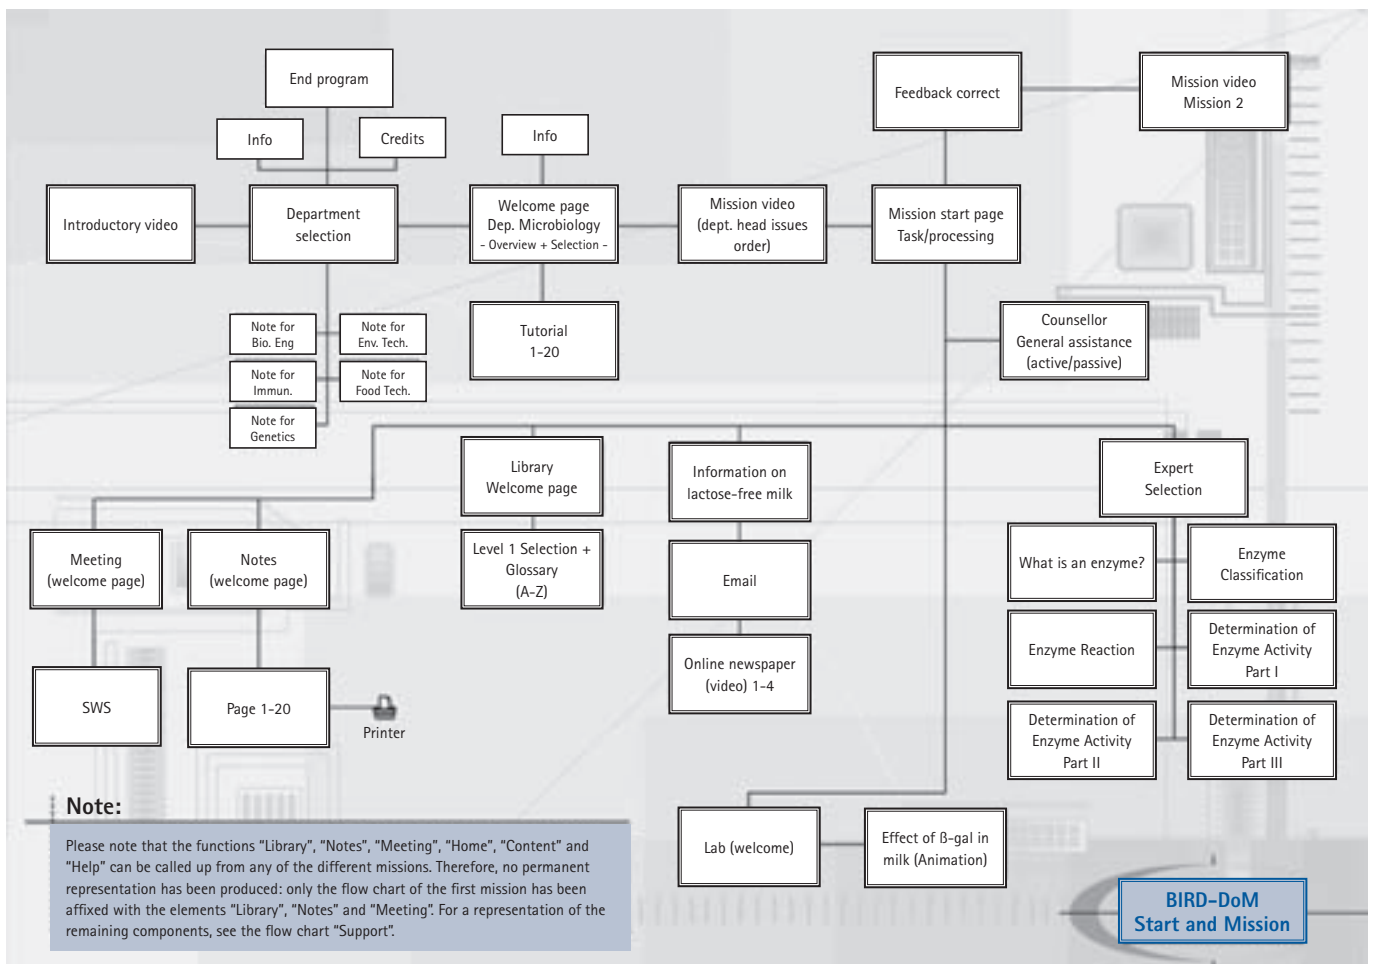 End program
Info
Credits
Info
Feedback correct
Mission video
Mission 2
Introductory video
Department
selection
Welcome page
Dep. Microbiology
- Overview + Selection -
Mission video
(dept. head issues
order)
Mission start page
Task/processing
Note for
Bio. Eng
Note for
Env. Tech.
Note for
Immun.
Note for
Food Tech.
Note for
Genetics
Tutorial
1-20
Counsellor
General assistance
(active/passive)
Library
Welcome page
Information on
lactose-free milk
Expert
Selection
Meeting
(welcome page)
Notes
(welcome page)
Level 1 Selection +
Glossary
(A-Z)
Email
What is an enzyme?
Enzyme
Classification
Enzyme Reaction
Determination of
Enzyme Activity
Part I
SWS
Page 1-20
Printer
Online newspaper
(video) 1-4
Determination of
Enzyme Activity
Part II
Determination of
Enzyme Activity
Part III
Lab (welcome)
Effect of ß-gal in
milk (Animation)
Note:
Please note that the functions “Library”, “Notes”, “Meeting”, “Home”, “Content” and
“Help” can be called up from any of the different missions. Therefore, no permanent
representation has been produced: only the flow chart of the first mission has been
affixed with the elements “Library”, “Notes” and “Meeting”. For a representation of the
remaining components, see the flow chart “Support”.
BIRD-DoM
Start and Mission